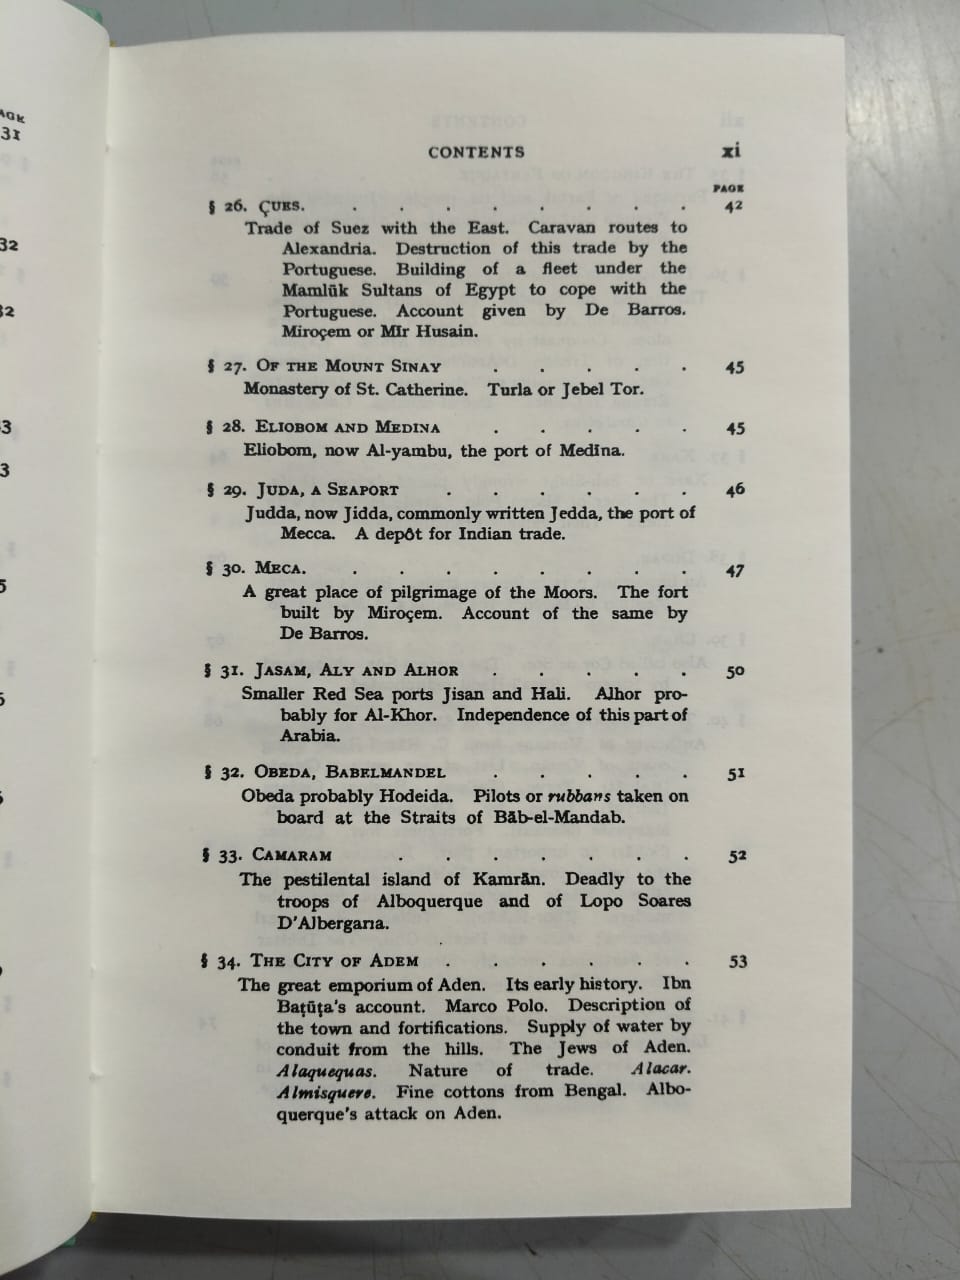 AGE
31
32
32
3
3
5
CONTENTS xi
PAGE
§ 26. ÇUES. . . . . . . . . 42
Trade of Suez with the East. Caravan routes to
Alexandria. Destruction of this trade by the
Portuguese. Building of a fleet under the
Mamlūk Sultans of Egypt to cope with the
Portuguese. Account given by De Barros.
Miroçem or Mīr Husain.
§ 27. OF THE MOUNT SINAY . . . . . 45
Monastery of St. Catherine. Turla or Jebel Tor.
§ 28. ELIOBOM AND MEDINA . . . . . 45
Eliobom, now Al-yambu, the port of Medīna.
§ 29. JUDA, A SEAPORT . . . . . . 46
Judda, now Jidda, commonly written Jedda, the port of
Mecca. A depôt for Indian trade.
§ 30. MECA. . . . . . . . . 47
A great place of pilgrimage of the Moors. The fort
built by Miroçem. Account of the same by
De Barros.
§ 31. JASAM, ALY AND ALHOR . . . . . 50
Smaller Red Sea ports Jisan and Hali. Alhor pro-
bably for Al-Khor. Independence of this part of
Arabia.
§ 32. OBEDA, BABELMANDEL . . . . . 51
Obeda probably Hodeida. Pilots or rubbans taken on
board at the Straits of Bāb-el-Mandab.
§ 33. CAMARAM . . . . . . . 52
The pestilental island of Kamrān. Deadly to the
troops of Alboquerque and of Lopo Soares
D'Albergaria.
§ 34. THE CITY OF ADEM . . . . . . 53
The great emporium of Aden. Its early history. Ibn
Baṭūṭa's account. Marco Polo. Description of
the town and fortifications. Supply of water by
conduit from the hills. The Jews of Aden.
Alaquequas. Nature of trade. Alacar.
Almisquere. Fine cottons from Bengal. Albo-
querque's attack on Aden.